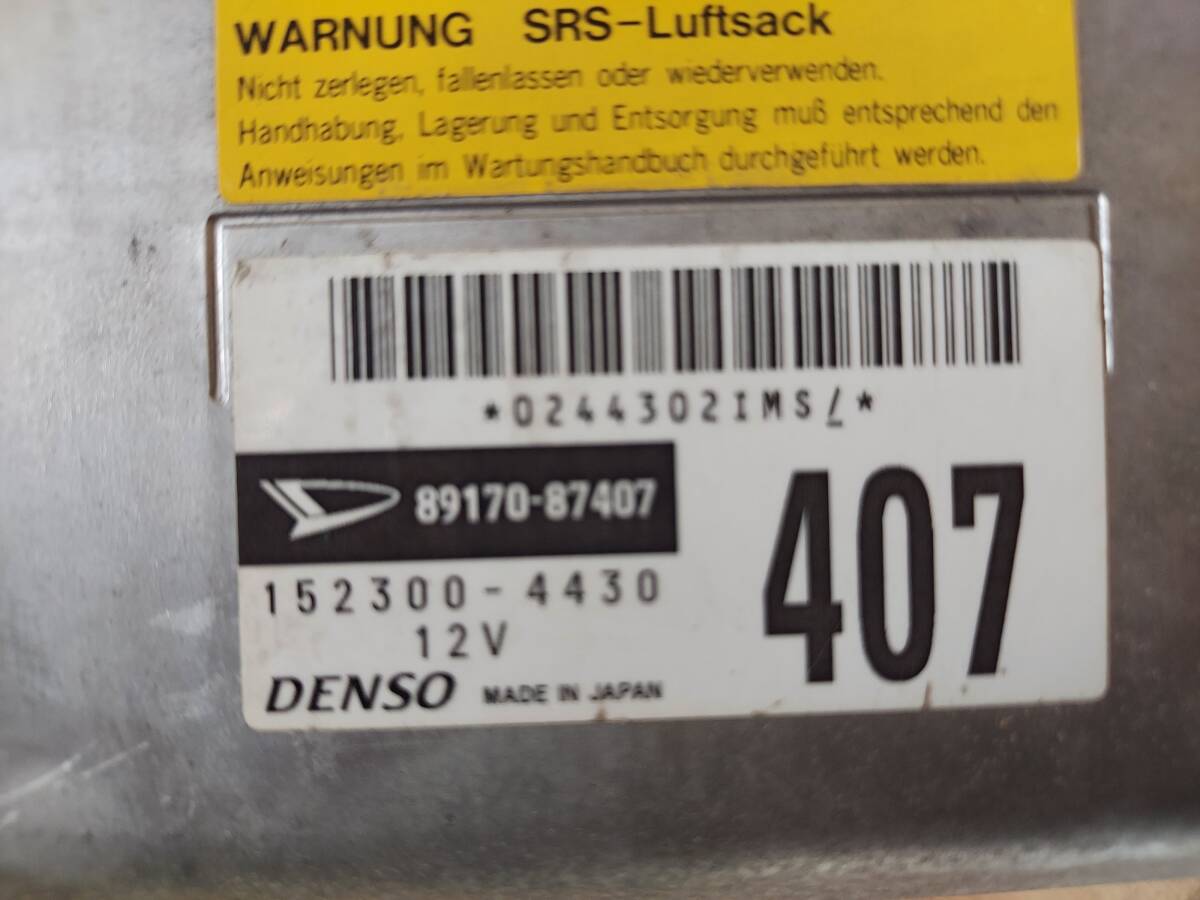 WARNUNG SRS-Luftsack
Nicht zerlegen, fallenlassen oder wiederverwenden.
Handhabung, Lagerung und Entsorgung muß entsprechend den
Anweisungen im Wartungshandbuch durchgeführt werden.
*0244302IMS/*
89170-87407
407
152300-4430
12V
DENSO MADE IN JAPAN